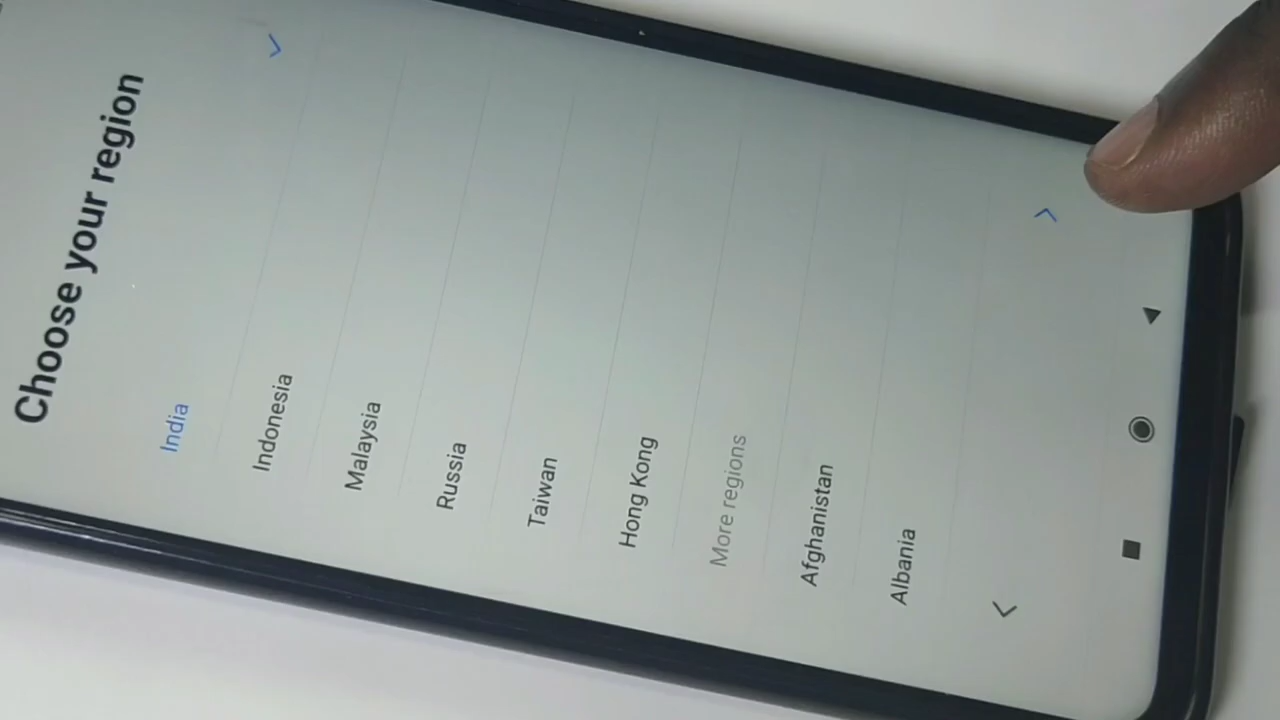 Choose your region
India
Indonesia
Malaysia
Russia
Taiwan
Hong Kong
More regions
Afghanistan
Albania